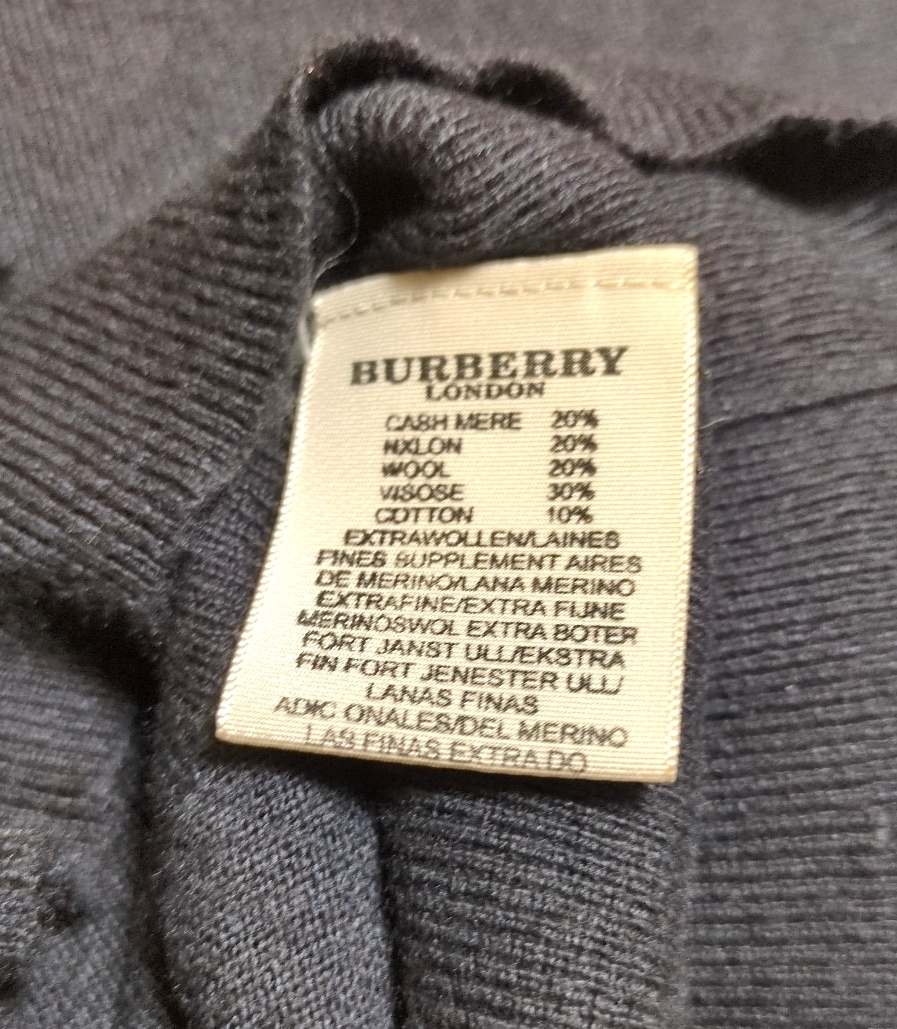 BURBERRY
LONDON
CASH MERE 20%
NXLON 20%
WOOL 20%
VISOSE 30%
COTTON 10%
EXTRAWOLLEN/LAINES
FINES SUPPLEMENT AIRES
DE MERINO/LANA MERINO
EXTRAFINE/EXTRA FIJNE
MERINOSWOL EXTRA BOTER
FORT JANST ULL/EKSTRA
FIN FORT JENESTER ULL/
LANAS FINAS
ADIC ONALES/DEL MERINO
LAS FINAS EXTRA DO